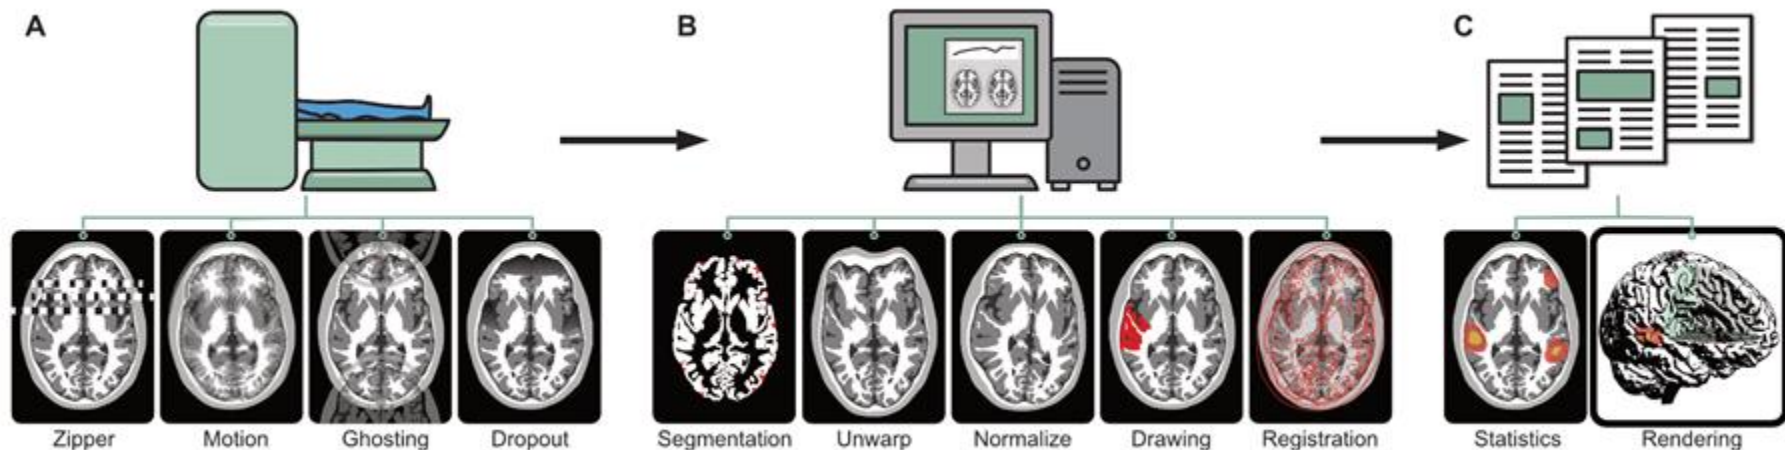 A
B
C
Zipper
Motion
Ghosting
Dropout
Segmentation
Unwarp
Normalize
Drawing
Registration
Statistics
Rendering